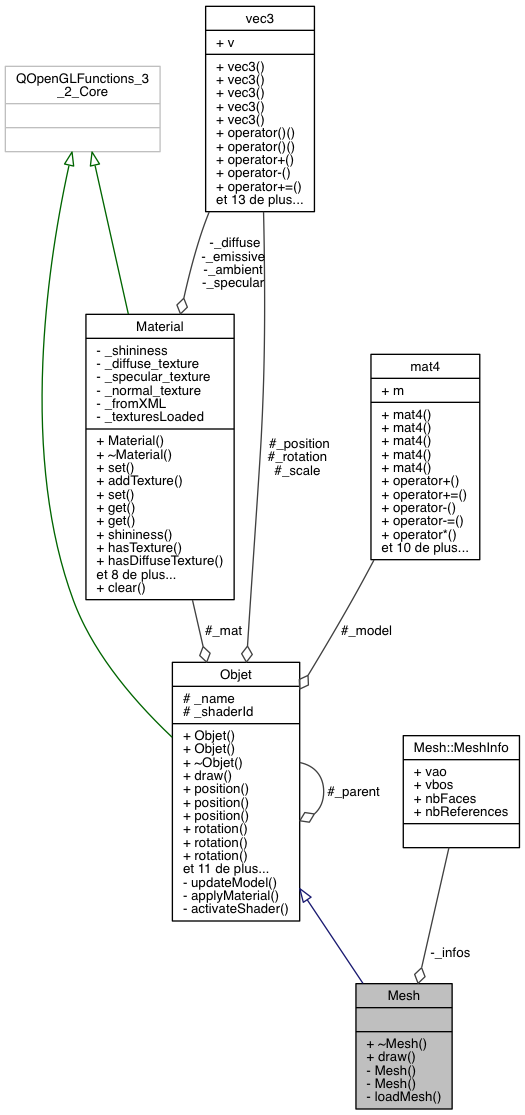 vec3
+ v
+ vec3()
+ vec3()
+ vec3()
+ vec3()
+ vec3()
+ operator()()
+ operator()()
+ operator+()
+ operator-()
+ operator+=()
et 13 de plus...
QOpenGLFunctions_3
_2_Core
-_diffuse
-_emissive
-_ambient
-_specular
Material
- _shininess
- _diffuse_texture
- _specular_texture
- _normal_texture
- _fromXML
- _texturesLoaded
+ Material()
+ ~Material()
+ set()
+ addTexture()
+ set()
+ get()
+ get()
+ shininess()
+ hasTexture()
+ hasDiffuseTexture()
et 8 de plus...
+ clear()
#_position
#_rotation
#_scale
mat4
+ m
+ mat4()
+ mat4()
+ mat4()
+ mat4()
+ mat4()
+ operator+()
+ operator+=()
+ operator-()
+ operator-=()
+ operator*()
et 10 de plus...
#_mat
#_model
Objet
# _name
# _shaderId
+ Objet()
+ Objet()
+ ~Objet()
+ draw()
+ position()
+ position()
+ position()
+ rotation()
+ rotation()
+ rotation()
et 11 de plus...
- updateModel()
- applyMaterial()
- activateShader()
#_parent
Mesh::MeshInfo
+ vao
+ vbos
+ nbFaces
+ nbReferences
-_infos
Mesh
+ ~Mesh()
+ draw()
- Mesh()
- Mesh()
- loadMesh()